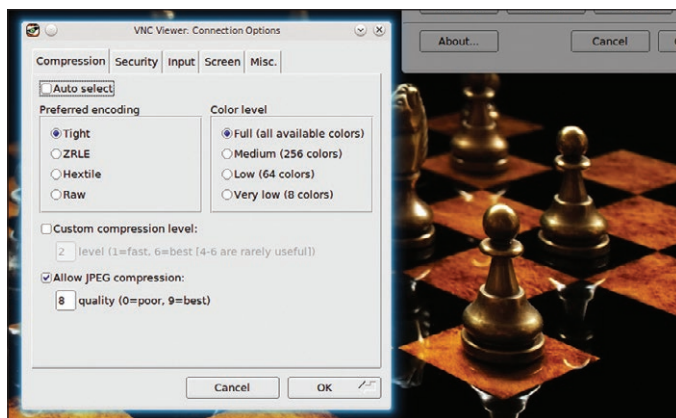 VNC Viewer: Connection Options
Compression Security Input Screen Misc.
Auto select
Preferred encoding
Tight
ZRLE
Hextile
Raw
Color level
Full (all available colors)
Medium (256 colors)
Low (64 colors)
Very low (8 colors)
Custom compression level:
2 level (1=fast, 6=best [4-6 are rarely useful])
Allow JPEG compression:
8 quality (0=poor, 9=best)
Cancel OK
About... Cancel